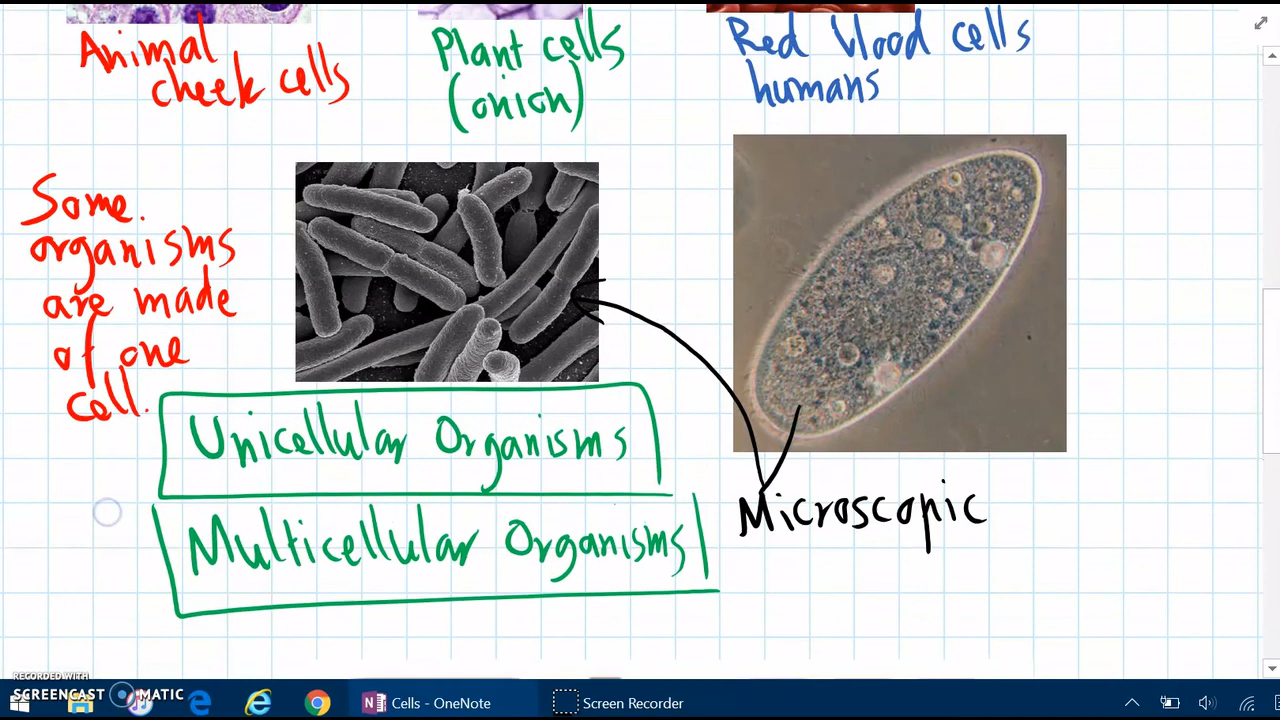 Animal
cheek cells
Plant cells
(onion)
Red blood cells
humans
Some
organisms
are made
of one
cell.
Unicellular Organisms
Multicellular Organisms
Microscopic
RECORDED WITH
SCREENCAST MATIC
Cells - OneNote
Screen Recorder